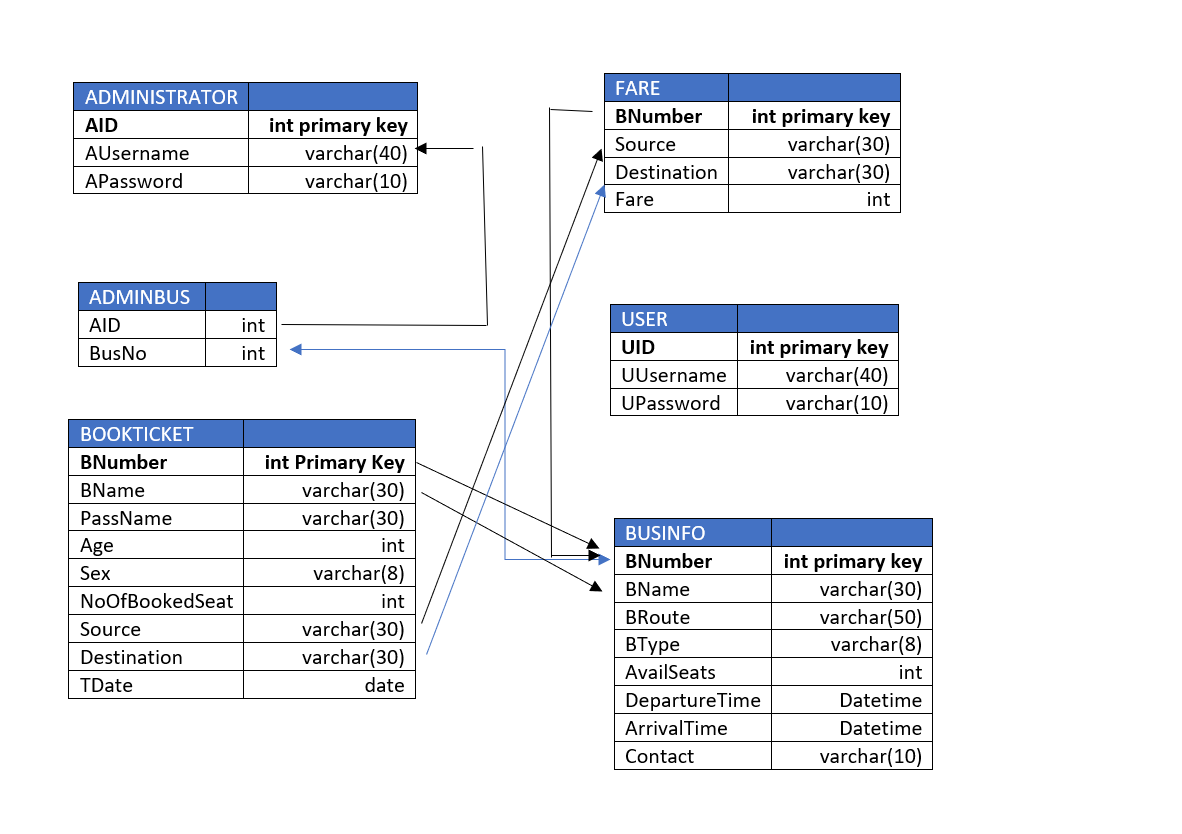 ADMINISTRATOR
AID int primary key
AUsername varchar(40)
APassword varchar(10)
FARE
BNumber int primary key
Source varchar(30)
Destination varchar(30)
Fare int
ADMINBUS
AID int
BusNo int
USER
UID int primary key
UUsername varchar(40)
UPassword varchar(10)
BOOKTICKET
BNumber int Primary Key
BName varchar(30)
PassName varchar(30)
Age int
Sex varchar(8)
NoOfBookedSeat int
Source varchar(30)
Destination varchar(30)
TDate date
BUSINFO
BNumber int primary key
BName varchar(30)
BRoute varchar(50)
BType varchar(8)
AvailSeats int
DepartureTime Datetime
ArrivalTime Datetime
Contact varchar(10)